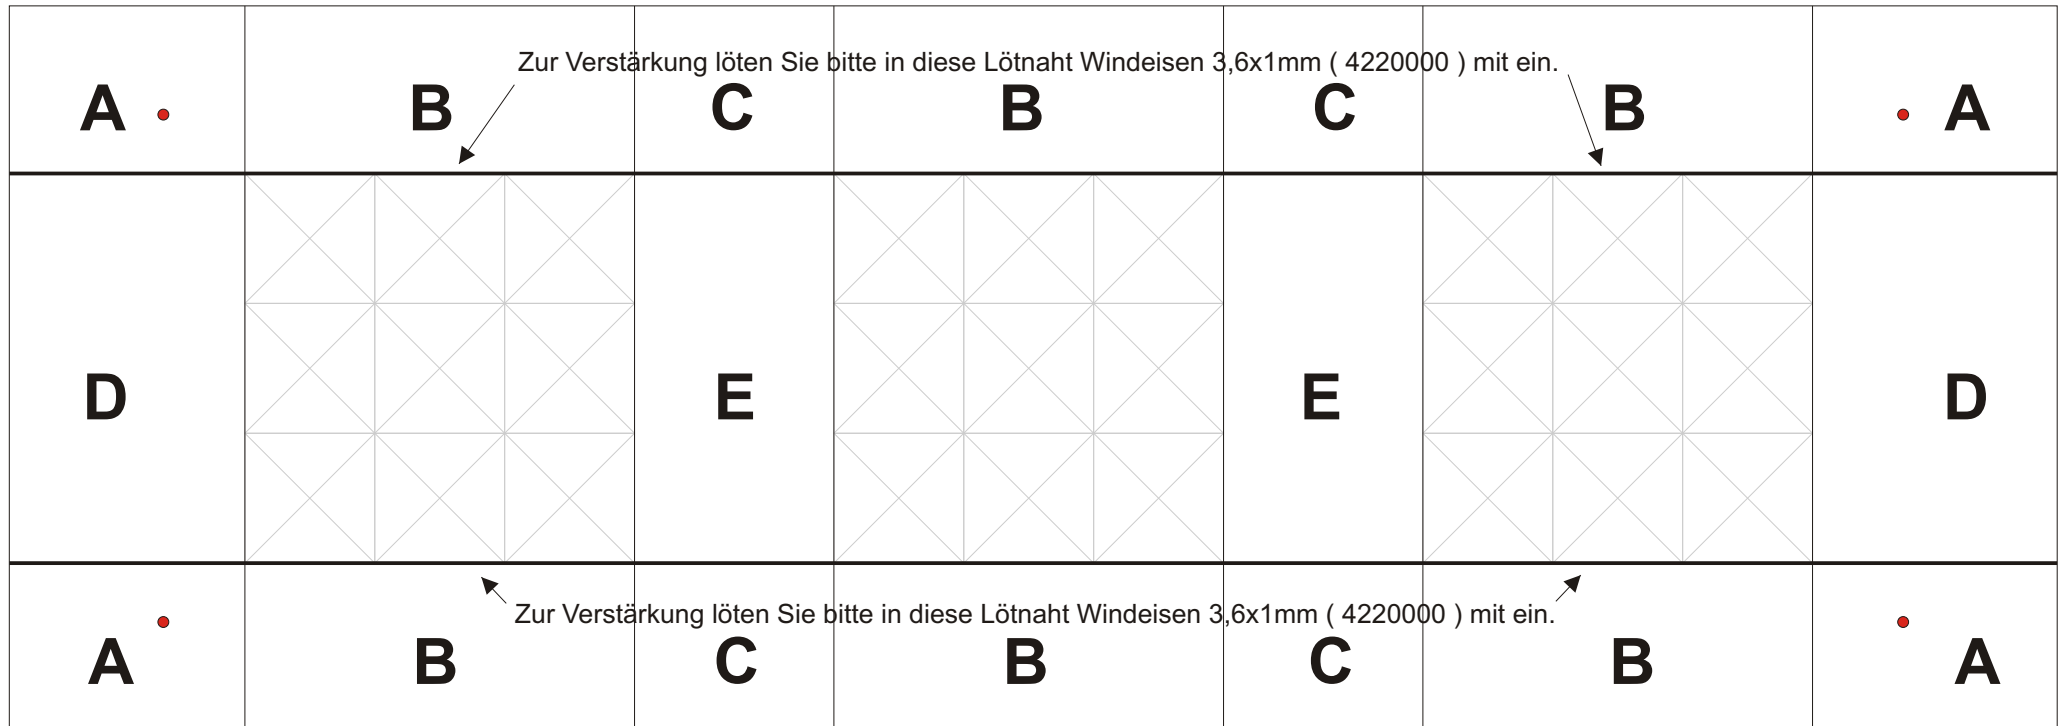 Zur Verstärkung löten Sie bitte in diese Lötnaht Windeisen 3,6x1mm ( 4220000 ) mit ein.
A B C B C B A
D E E D
Zur Verstärkung löten Sie bitte in diese Lötnaht Windeisen 3,6x1mm ( 4220000 ) mit ein.
A B C B C B A